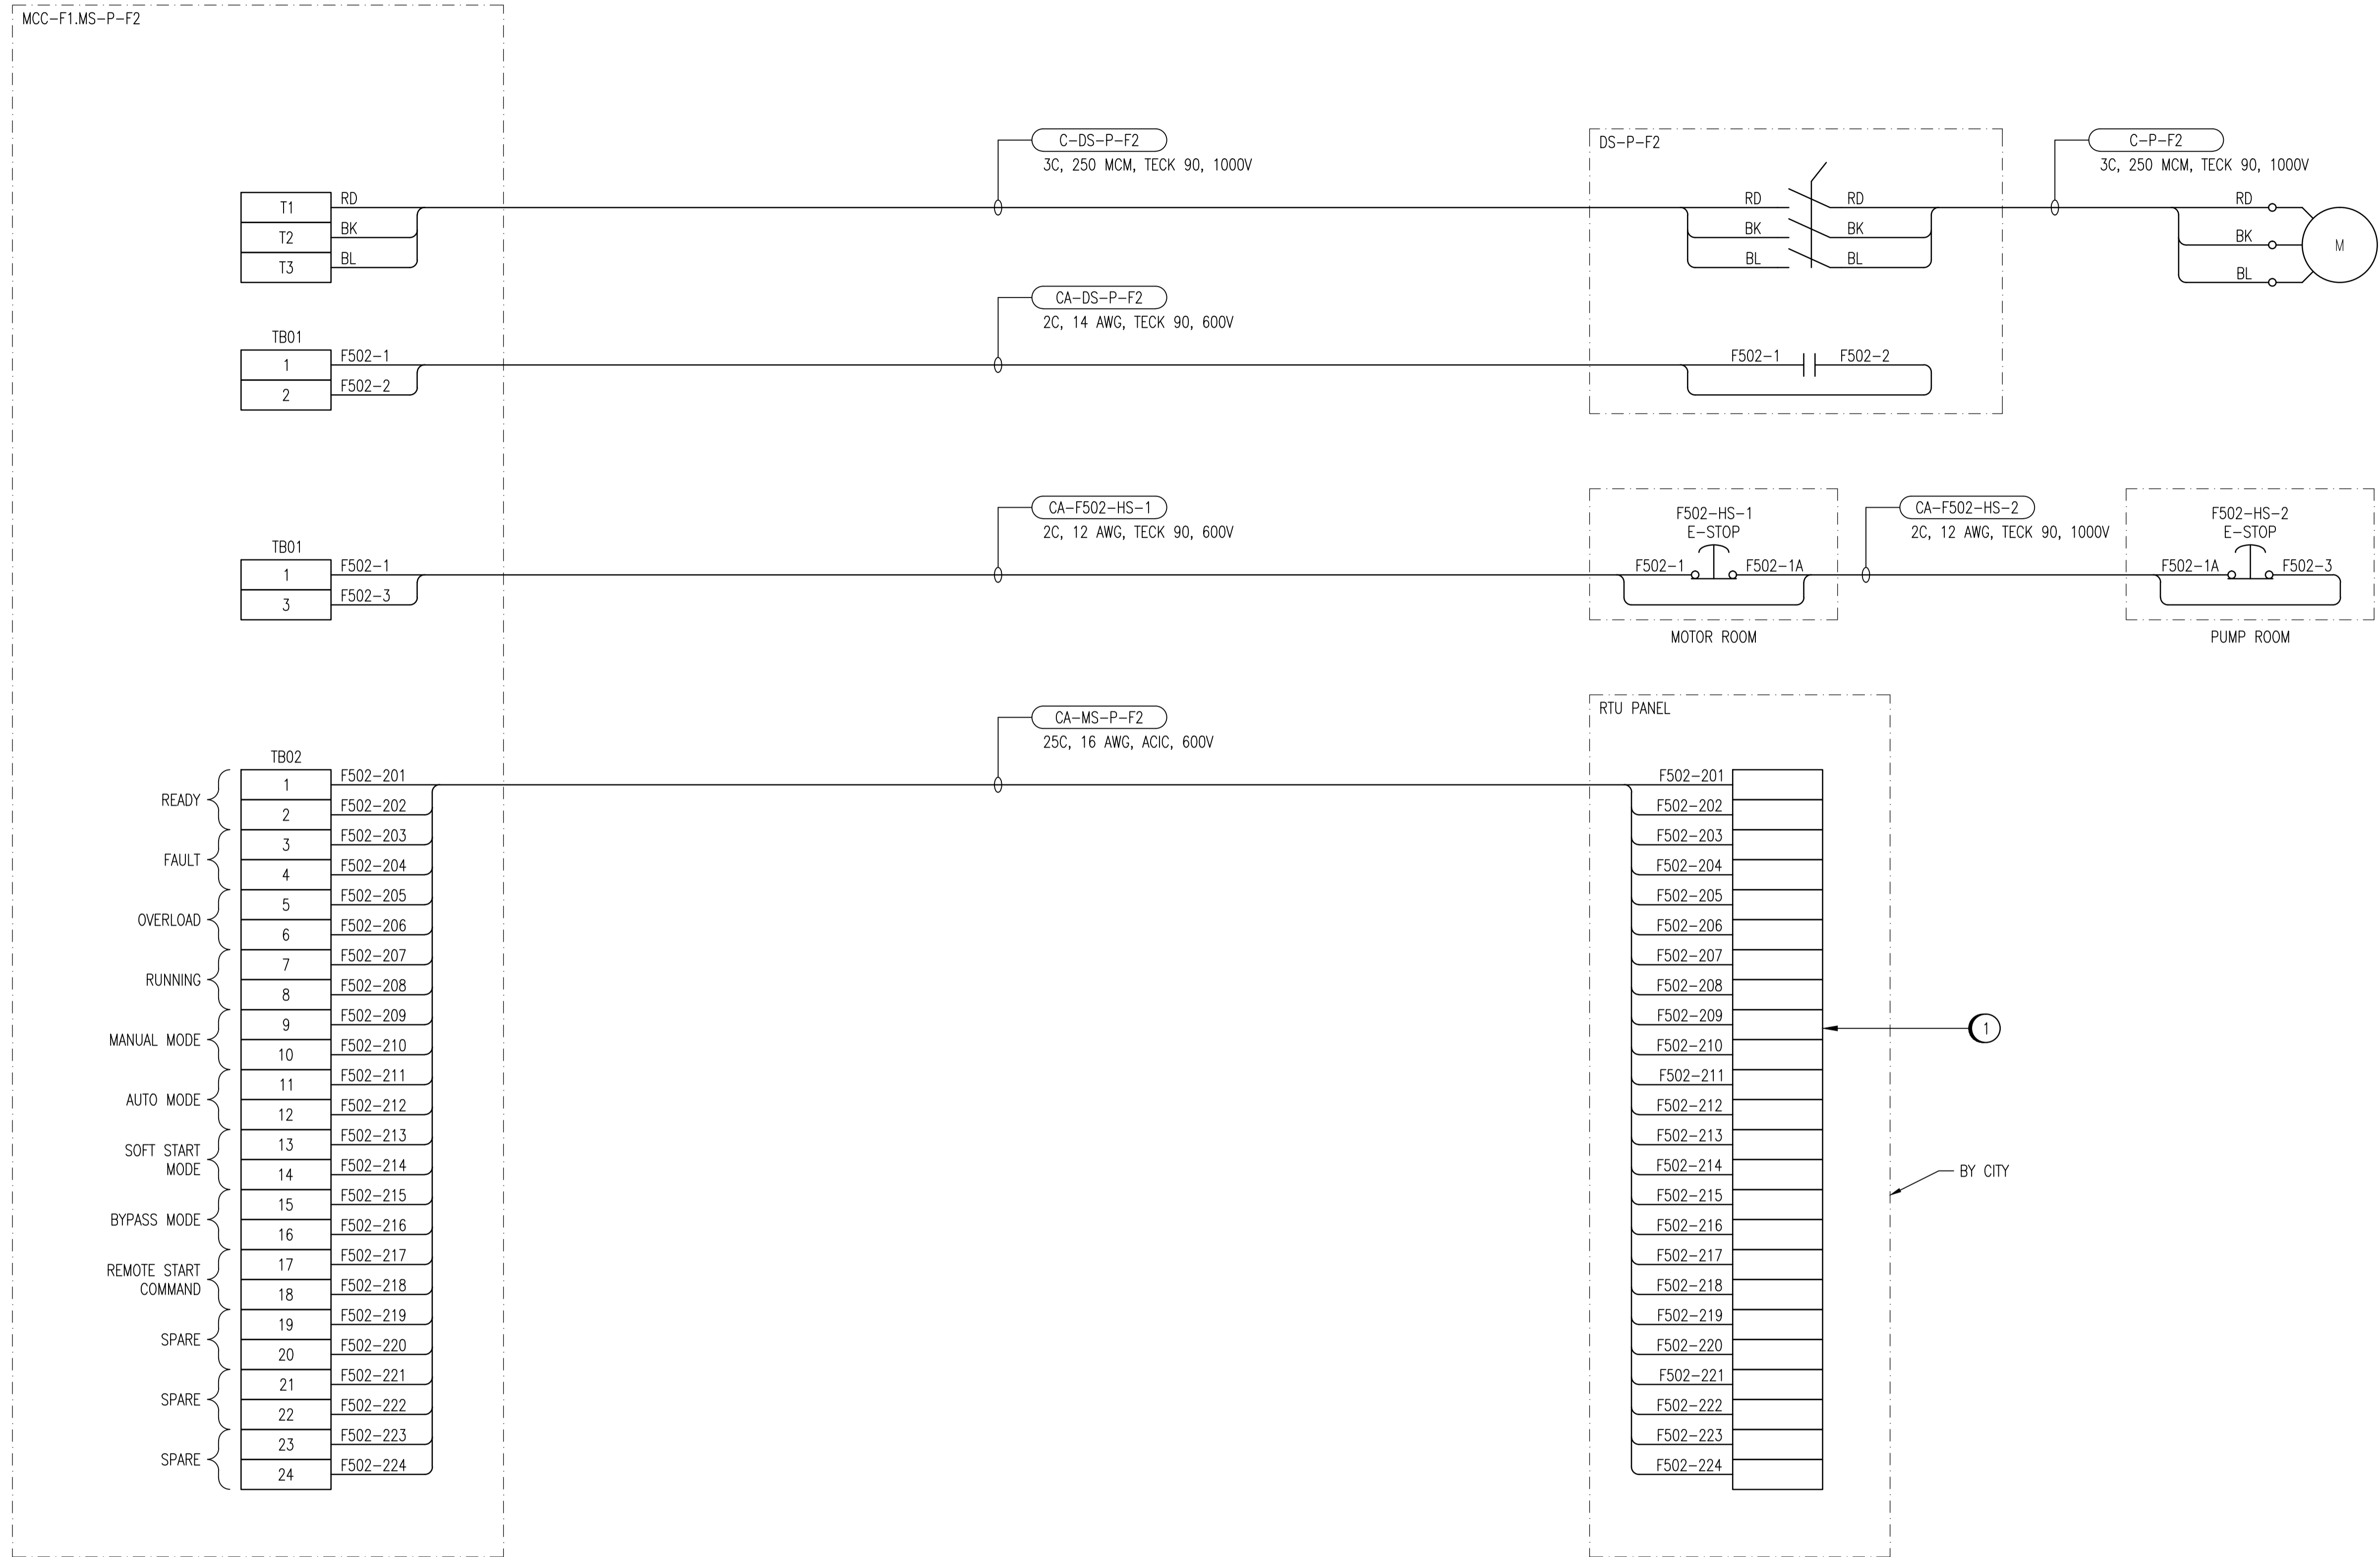 MCC-F1.MS-P-F2
C-DS-P-F2
3C, 250 MCM, TECK 90, 1000V
DS-P-F2
C-P-F2
3C, 250 MCM, TECK 90, 1000V
T1 RD
T2 BK
T3 BL
RD RD
BK BK
BL BL
RD
BK
BL
M
CA-DS-P-F2
2C, 14 AWG, TECK 90, 600V
TB01
1 F502-1
2 F502-2
F502-1 F502-2
CA-F502-HS-1
2C, 12 AWG, TECK 90, 600V
TB01
1 F502-1
3 F502-3
F502-HS-1
E-STOP
F502-1 F502-1A
MOTOR ROOM
CA-F502-HS-2
2C, 12 AWG, TECK 90, 1000V
F502-HS-2
E-STOP
F502-1A F502-3
PUMP ROOM
CA-MS-P-F2
25C, 16 AWG, ACIC, 600V
RTU PANEL
TB02
READY
FAULT
OVERLOAD
RUNNING
MANUAL MODE
AUTO MODE
SOFT START
MODE
BYPASS MODE
REMOTE START
COMMAND
SPARE
SPARE
SPARE
1 F502-201
2 F502-202
3 F502-203
4 F502-204
5 F502-205
6 F502-206
7 F502-207
8 F502-208
9 F502-209
10 F502-210
11 F502-211
12 F502-212
13 F502-213
14 F502-214
15 F502-215
16 F502-216
17 F502-217
18 F502-218
19 F502-219
20 F502-220
21 F502-221
22 F502-222
23 F502-223
24 F502-224
F502-201
F502-202
F502-203
F502-204
F502-205
F502-206
F502-207
F502-208
F502-209
F502-210
F502-211
F502-212
F502-213
F502-214
F502-215
F502-216
F502-217
F502-218
F502-219
F502-220
F502-221
F502-222
F502-223
F502-224
1
BY CITY